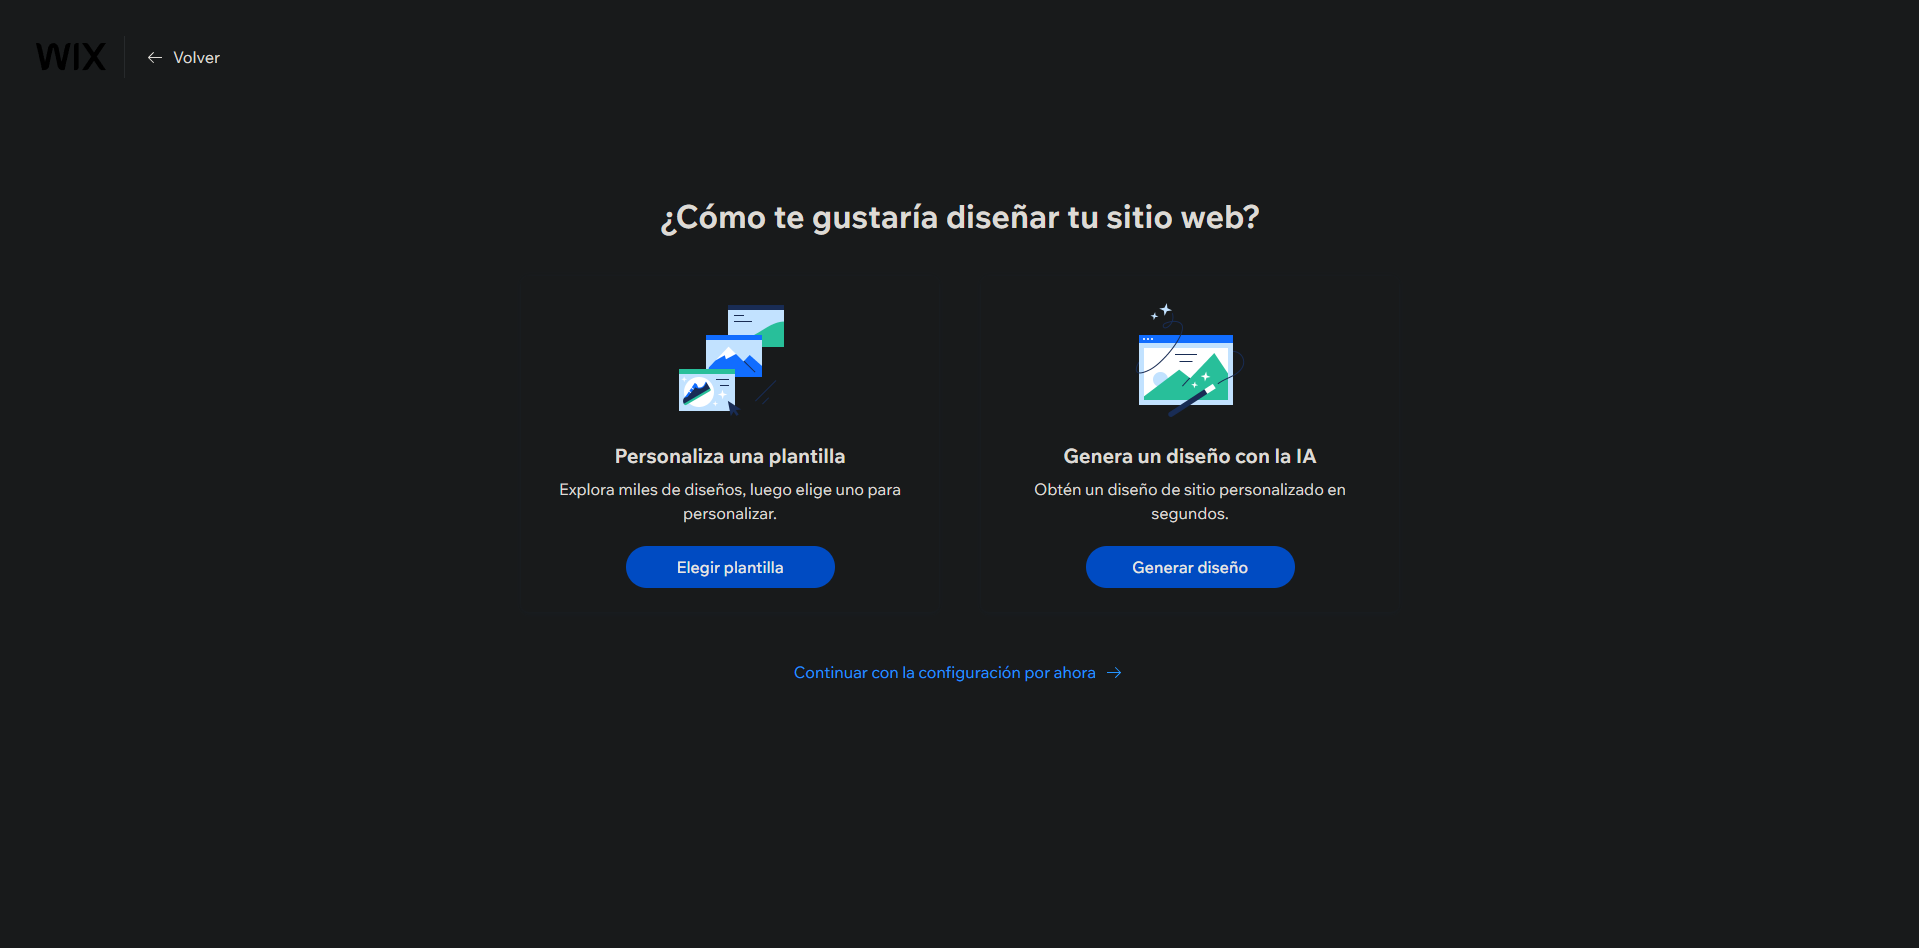 WIX
Volver
¿Cómo te gustaría diseñar tu sitio web?
Personaliza una plantilla
Explora miles de diseños, luego elige uno para
personalizar.
Elegir plantilla
Genera un diseño con la IA
Obtén un diseño de sitio personalizado en
segundos.
Generar diseño
Continuar con la configuración por ahora